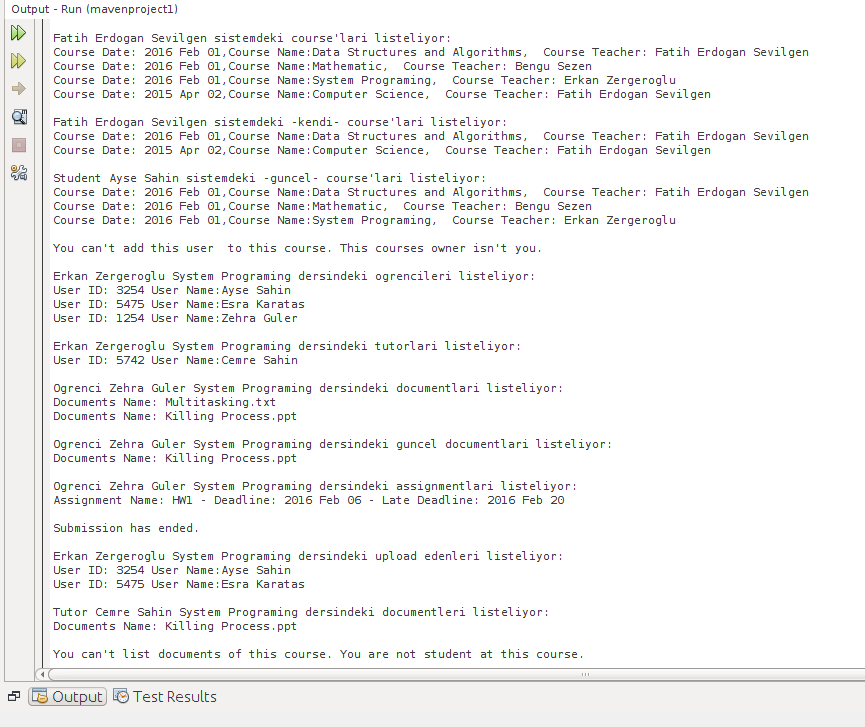 Output - Run (mavenproject1)
Fatih Erdogan Sevilgen sistemdeki course'lari listeliyor:
Course Date: 2016 Feb 01,Course Name:Data Structures and Algorithms,  Course Teacher: Fatih Erdogan Sevilgen
Course Date: 2016 Feb 01,Course Name:Mathematic,  Course Teacher: Bengu Sezen
Course Date: 2016 Feb 01,Course Name:System Programing,  Course Teacher: Erkan Zergeroglu
Course Date: 2015 Apr 02,Course Name:Computer Science,  Course Teacher: Fatih Erdogan Sevilgen
Fatih Erdogan Sevilgen sistemdeki -kendi- course'lari listeliyor:
Course Date: 2016 Feb 01,Course Name:Data Structures and Algorithms,  Course Teacher: Fatih Erdogan Sevilgen
Course Date: 2015 Apr 02,Course Name:Computer Science,  Course Teacher: Fatih Erdogan Sevilgen
Student Ayse Sahin sistemdeki -guncel- course'lari listeliyor:
Course Date: 2016 Feb 01,Course Name:Data Structures and Algorithms,  Course Teacher: Fatih Erdogan Sevilgen
Course Date: 2016 Feb 01,Course Name:Mathematic,  Course Teacher: Bengu Sezen
Course Date: 2016 Feb 01,Course Name:System Programing,  Course Teacher: Erkan Zergeroglu
You can't add this user  to this course. This courses owner isn't you.
Erkan Zergeroglu System Programing dersindeki ogrencileri listeliyor:
User ID: 3254 User Name:Ayse Sahin
User ID: 5475 User Name:Esra Karatas
User ID: 1254 User Name:Zehra Guler
Erkan Zergeroglu System Programing dersindeki tutorlari listeliyor:
User ID: 5742 User Name:Cemre Sahin
Ogrenci Zehra Guler System Programing dersindeki documentlari listeliyor:
Documents Name: Multitasking.txt
Documents Name: Killing Process.ppt
Ogrenci Zehra Guler System Programing dersindeki guncel documentlari listeliyor:
Documents Name: Killing Process.ppt
Ogrenci Zehra Guler System Programing dersindeki assignmentlari listeliyor:
Assignment Name: HW1 - Deadline: 2016 Feb 06 - Late Deadline: 2016 Feb 20
Submission has ended.
Erkan Zergeroglu System Programing dersindeki upload edenleri listeliyor:
User ID: 3254 User Name:Ayse Sahin
User ID: 5475 User Name:Esra Karatas
Tutor Cemre Sahin System Programing dersindeki documentleri listeliyor:
Documents Name: Killing Process.ppt
You can't list documents of this course. You are not student at this course.
Output Test Results